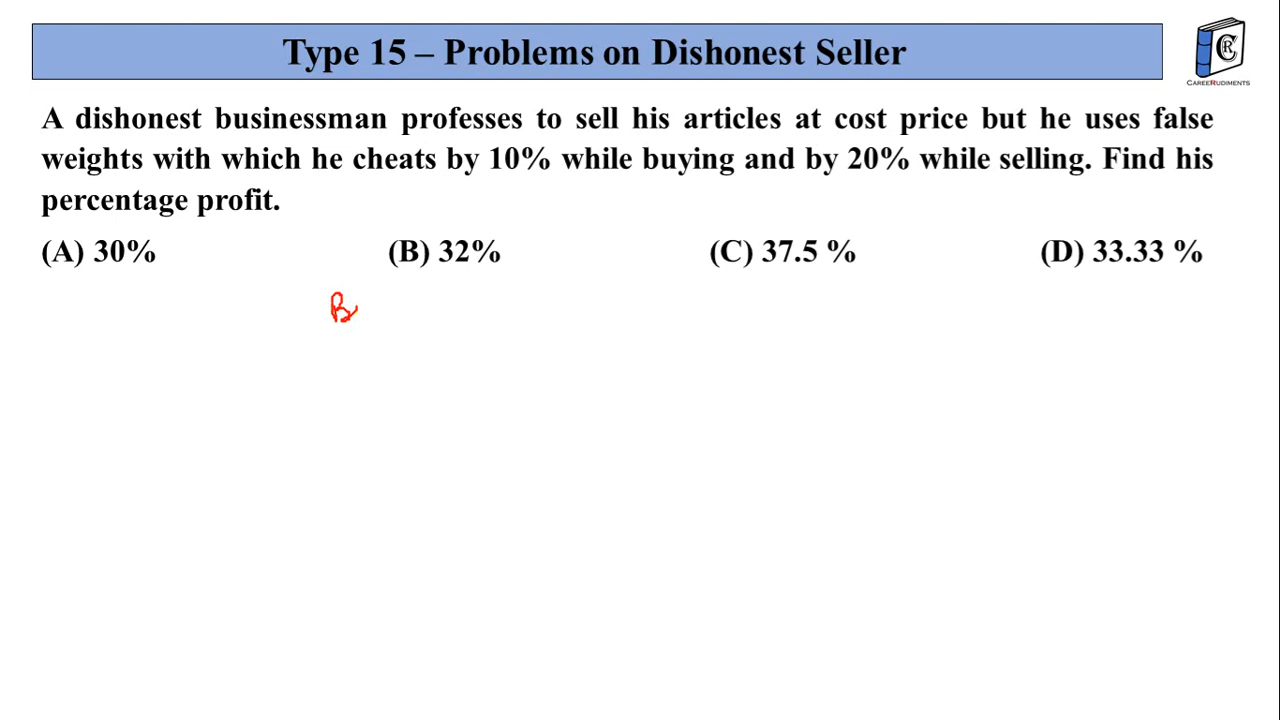 Type 15 – Problems on Dishonest Seller
CAREERUDIMENTS
A dishonest businessman professes to sell his articles at cost price but he uses false
weights with which he cheats by 10% while buying and by 20% while selling. Find his
percentage profit.
(A) 30% (B) 32% (C) 37.5 % (D) 33.33 %